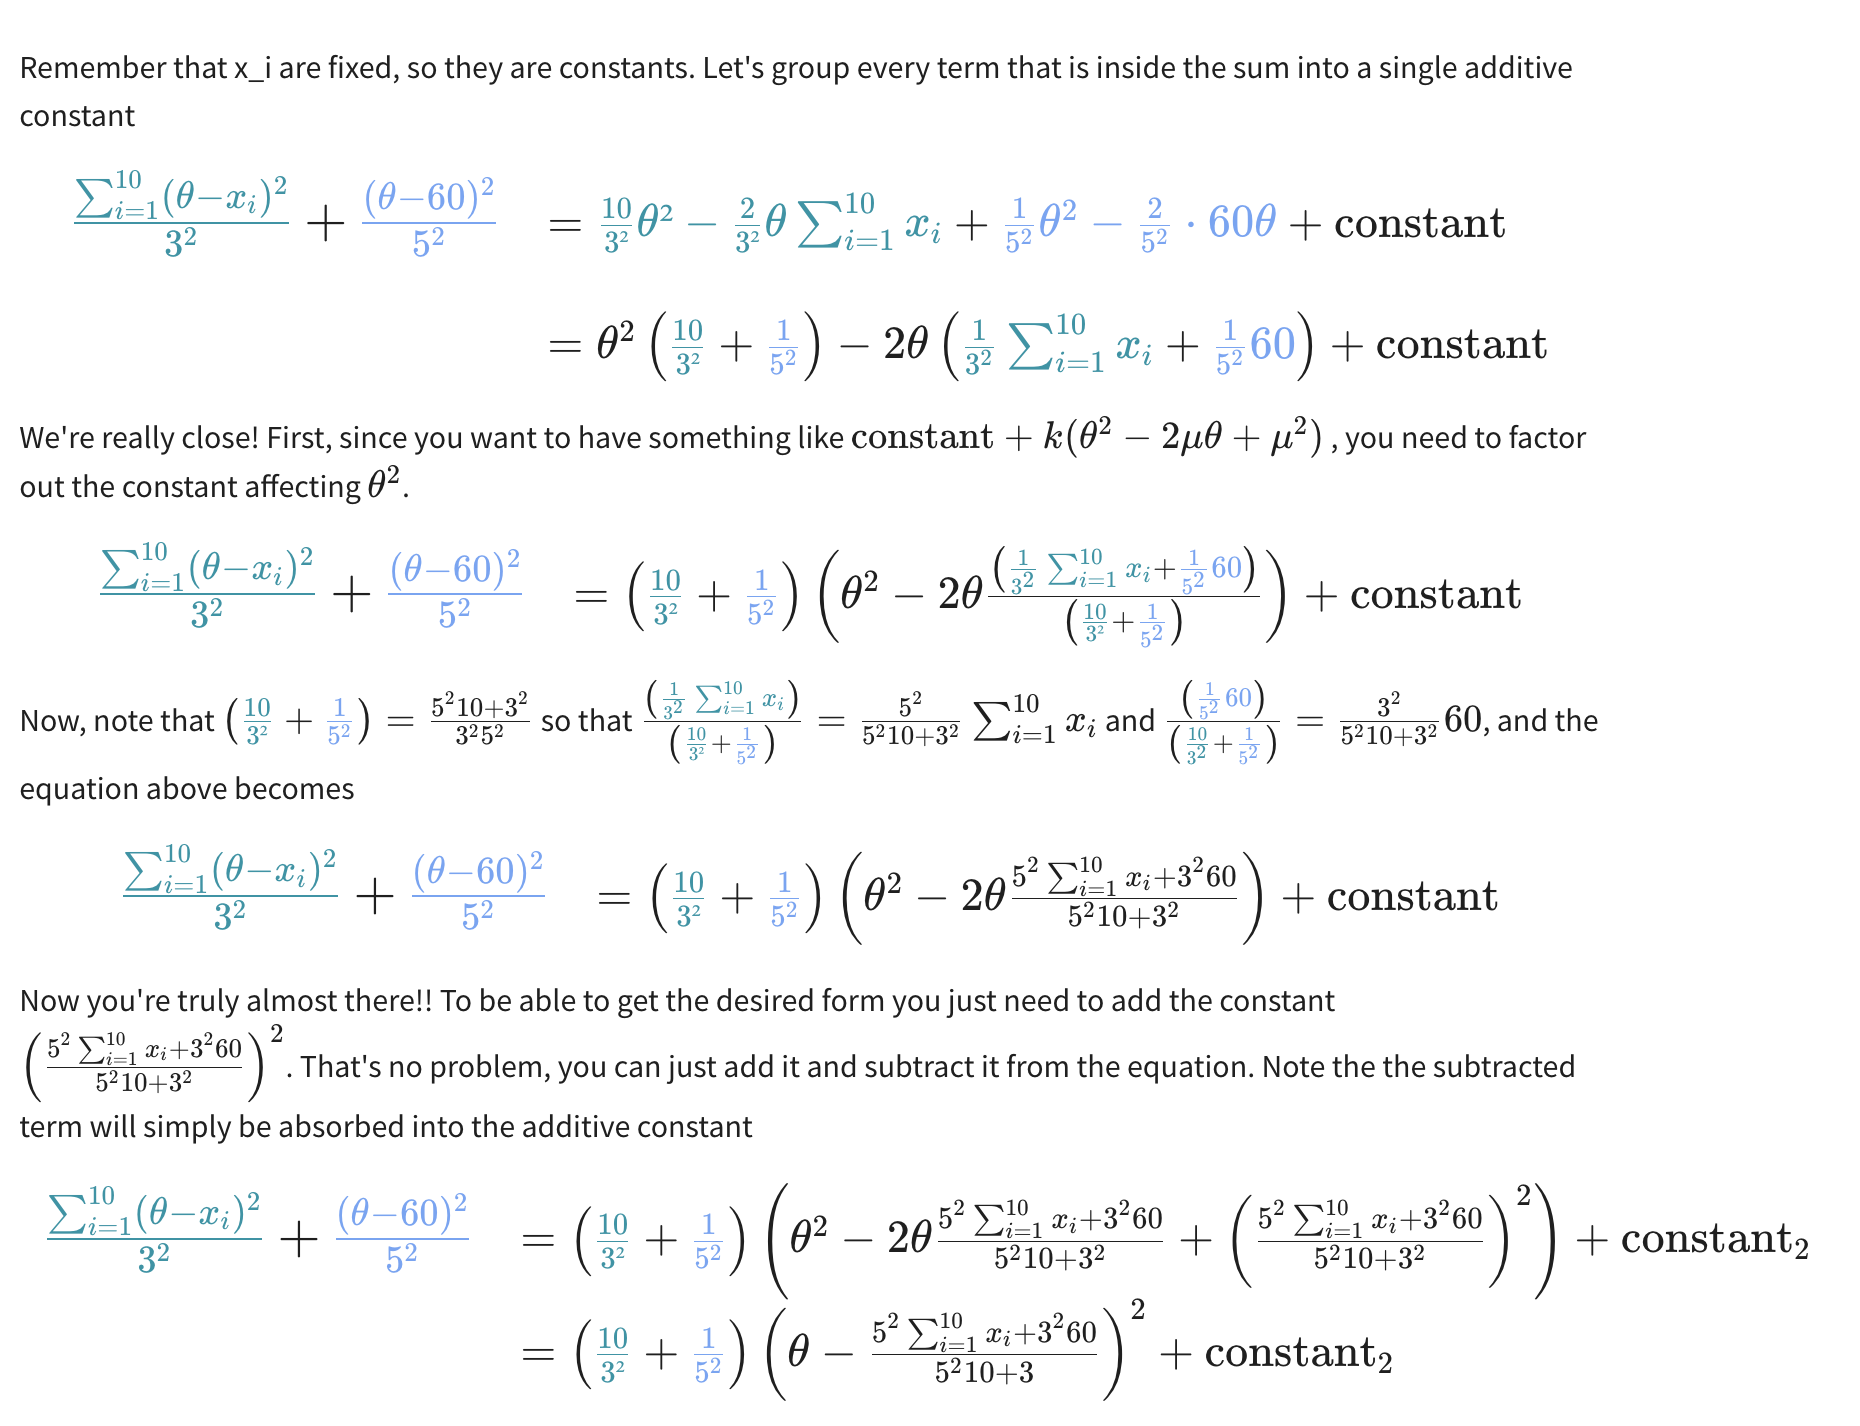 Remember that x_i are fixed, so they are constants. Let's group every term that is inside the sum into a single additive
constant
$\frac{\sum_{i=1}^{10}(\theta-x_i)^2}{3^2} + \frac{(\theta-60)^2}{5^2} = \frac{10}{3^2}\theta^2 - \frac{2}{3^2}\theta\sum_{i=1}^{10} x_i + \frac{1}{5^2}\theta^2 - \frac{2}{5^2} \cdot 60\theta + \text{constant}$
$= \theta^2\left(\frac{10}{3^2} + \frac{1}{5^2}\right) - 2\theta\left(\frac{1}{3^2}\sum_{i=1}^{10} x_i + \frac{1}{5^2}60\right) + \text{constant}$
We're really close! First, since you want to have something like $\text{constant} + k(\theta^2 - 2\mu\theta + \mu^2)$, you need to factor
out the constant affecting $\theta^2$.
$\frac{\sum_{i=1}^{10}(\theta-x_i)^2}{3^2} + \frac{(\theta-60)^2}{5^2} = \left(\frac{10}{3^2} + \frac{1}{5^2}\right)\left(\theta^2 - 2\theta\frac{\left(\frac{1}{3^2}\sum_{i=1}^{10} x_i + \frac{1}{5^2}60\right)}{\left(\frac{10}{3^2}+\frac{1}{5^2}\right)}\right) + \text{constant}$
Now, note that $\left(\frac{10}{3^2} + \frac{1}{5^2}\right) = \frac{5^2 10+3^2}{3^2 5^2}$ so that $\frac{\left(\frac{1}{3^2}\sum_{i=1}^{10} x_i\right)}{\left(\frac{10}{3^2}+\frac{1}{5^2}\right)} = \frac{5^2}{5^2 10+3^2}\sum_{i=1}^{10} x_i$ and $\frac{\left(\frac{1}{5^2}60\right)}{\left(\frac{10}{3^2}+\frac{1}{5^2}\right)} = \frac{3^2}{5^2 10+3^2}60$, and the
equation above becomes
$\frac{\sum_{i=1}^{10}(\theta-x_i)^2}{3^2} + \frac{(\theta-60)^2}{5^2} = \left(\frac{10}{3^2} + \frac{1}{5^2}\right)\left(\theta^2 - 2\theta\frac{5^2\sum_{i=1}^{10} x_i+3^2 60}{5^2 10+3^2}\right) + \text{constant}$
Now you're truly almost there!! To be able to get the desired form you just need to add the constant
$\left(\frac{5^2\sum_{i=1}^{10} x_i+3^2 60}{5^2 10+3^2}\right)^2$. That's no problem, you can just add it and subtract it from the equation. Note the the subtracted
term will simply be absorbed into the additive constant
$\frac{\sum_{i=1}^{10}(\theta-x_i)^2}{3^2} + \frac{(\theta-60)^2}{5^2} = \left(\frac{10}{3^2} + \frac{1}{5^2}\right)\left(\theta^2 - 2\theta\frac{5^2\sum_{i=1}^{10} x_i+3^2 60}{5^2 10+3^2} + \left(\frac{5^2\sum_{i=1}^{10} x_i+3^2 60}{5^2 10+3^2}\right)^2\right) + \text{constant}_2$
$= \left(\frac{10}{3^2} + \frac{1}{5^2}\right)\left(\theta - \frac{5^2\sum_{i=1}^{10} x_i+3^2 60}{5^2 10+3}\right)^2 + \text{constant}_2$